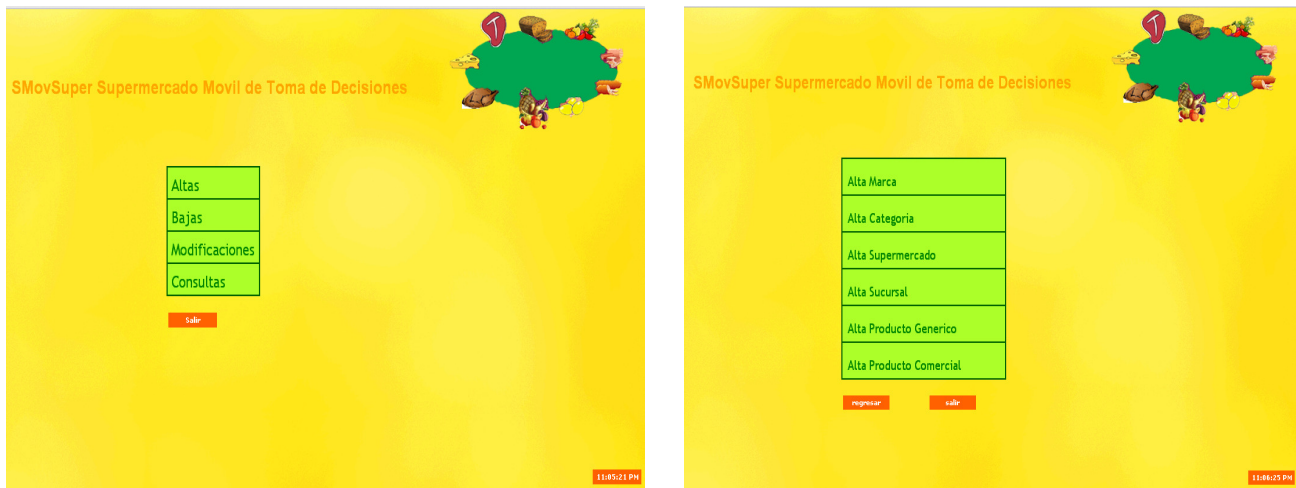 SMovSuper Supermercado Movil de Toma de Decisiones
Altas
Bajas
Modificaciones
Consultas
Salir
11:05:21 PM
SMovSuper Supermercado Movil de Toma de Decisiones
Alta Marca
Alta Categoria
Alta Supermercado
Alta Sucursal
Alta Producto Generico
Alta Producto Comercial
regresar salir
11:06:25 PM